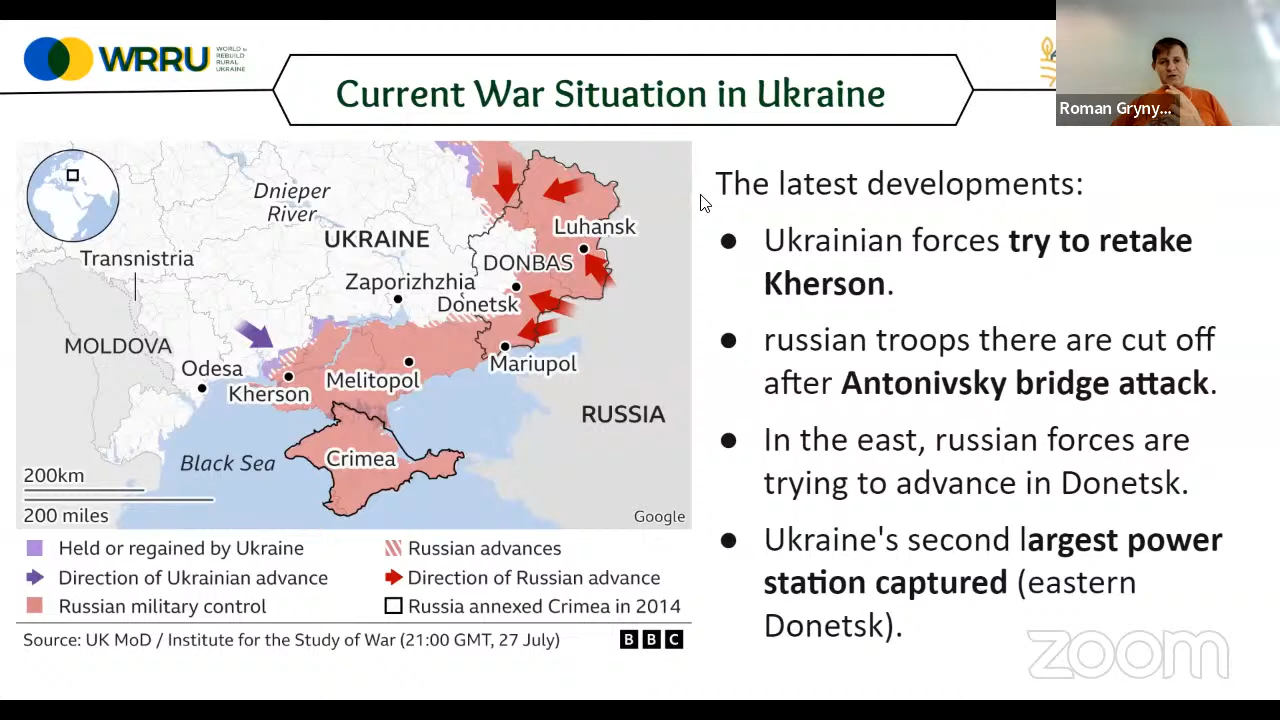 WRRU
WORLD to
REBUILD
RURAL
UKRAINE
Current War Situation in Ukraine
Roman Gryny...
Dnieper
River
UKRAINE
Luhansk
Transnistria
DONBAS
Zaporizhzhia
Donetsk
MOLDOVA
Odesa
Kherson
Melitopol
Mariupol
RUSSIA
Crimea
Black Sea
200km
200 miles
Google
Held or regained by Ukraine
Russian advances
Direction of Ukrainian advance
Direction of Russian advance
Russian military control
Russia annexed Crimea in 2014
Source: UK MoD / Institute for the Study of War (21:00 GMT, 27 July)
BBC
The latest developments:
● Ukrainian forces try to retake
Kherson.
● russian troops there are cut off
after Antonivsky bridge attack.
● In the east, russian forces are
trying to advance in Donetsk.
● Ukraine's second largest power
station captured (eastern
Donetsk).
zoom